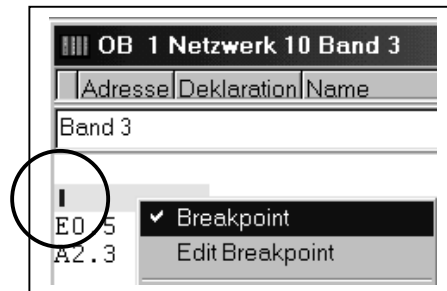 OB 1 Netzwerk 10 Band 3
Adresse Deklaration Name
Band 3
E0.5
A2.3
Breakpoint
Edit Breakpoint